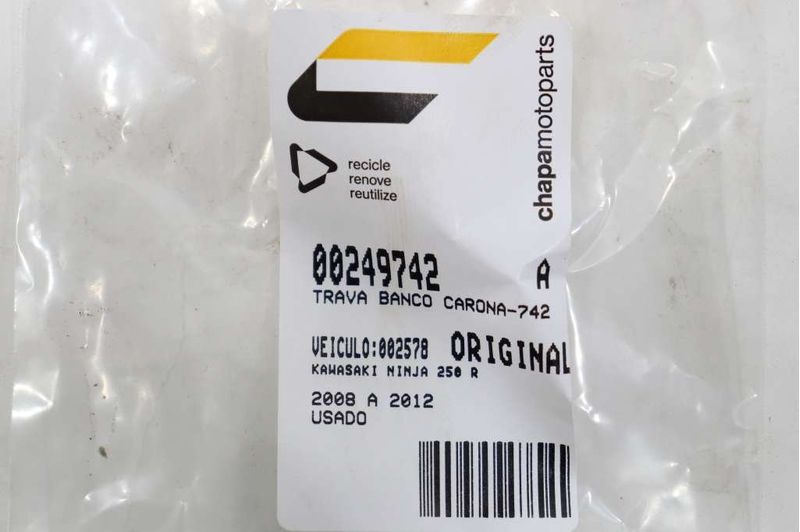 chapamotoparts
recicle
renove
reutilize
00249742 A
TRAVA BANCO CARONA-742
VEICULO:002578 ORIGINAL
KAWASAKI NINJA 250 R
2008 A 2012
USADO